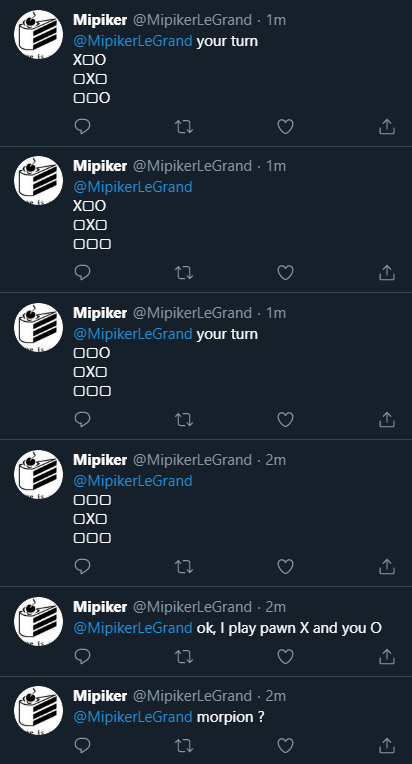 Mipiker @MipikerLeGrand · 1m
@MipikerLeGrand your turn
X▢O
▢X▢
▢▢O
Mipiker @MipikerLeGrand · 1m
@MipikerLeGrand
X▢O
▢X▢
▢▢▢
Mipiker @MipikerLeGrand · 1m
@MipikerLeGrand your turn
▢▢O
▢X▢
▢▢▢
Mipiker @MipikerLeGrand · 2m
@MipikerLeGrand
▢▢▢
▢X▢
▢▢▢
Mipiker @MipikerLeGrand · 2m
@MipikerLeGrand ok, I play pawn X and you O
Mipiker @MipikerLeGrand · 2m
@MipikerLeGrand morpion ?